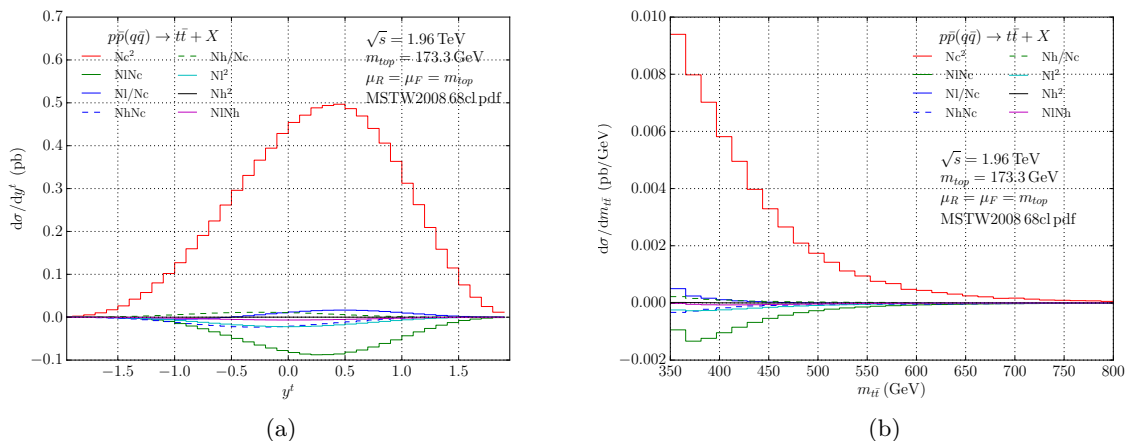 pp̄(qq̄) → tt̄ + X
Nc²
NlNc
Nl/Nc
NhNc
Nh/Nc
Nl²
Nh²
NlNh
√s = 1.96 TeV
m_top = 173.3 GeV
μ_R = μ_F = m_top
MSTW2008 68cl pdf
dσ/dy^t (pb)
0.7
0.6
0.5
0.4
0.3
0.2
0.1
0.0
−0.1
−1.5 −1.0 −0.5 0.0 0.5 1.0 1.5
y^t
(a)
pp̄(qq̄) → tt̄ + X
Nc²
NlNc
Nl/Nc
NhNc
Nh/Nc
Nl²
Nh²
NlNh
√s = 1.96 TeV
m_top = 173.3 GeV
μ_R = μ_F = m_top
MSTW2008 68cl pdf
dσ/dm_tt̄ (pb/GeV)
0.010
0.008
0.006
0.004
0.002
0.000
−0.002
350 400 450 500 550 600 650 700 750 800
m_tt̄ (GeV)
(b)